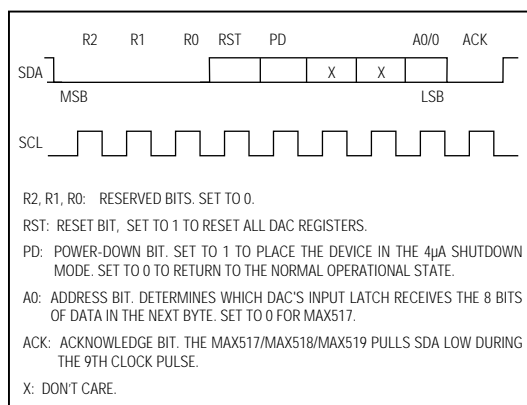 R2 R1 R0 RST PD A0/0 ACK
SDA X X
MSB LSB
SCL
R2, R1, R0: RESERVED BITS. SET TO 0.
RST: RESET BIT, SET TO 1 TO RESET ALL DAC REGISTERS.
PD: POWER-DOWN BIT. SET TO 1 TO PLACE THE DEVICE IN THE 4µA SHUTDOWN
MODE. SET TO 0 TO RETURN TO THE NORMAL OPERATIONAL STATE.
A0: ADDRESS BIT. DETERMINES WHICH DAC'S INPUT LATCH RECEIVES THE 8 BITS
OF DATA IN THE NEXT BYTE. SET TO 0 FOR MAX517.
ACK: ACKNOWLEDGE BIT. THE MAX517/MAX518/MAX519 PULLS SDA LOW DURING
THE 9TH CLOCK PULSE.
X: DON'T CARE.